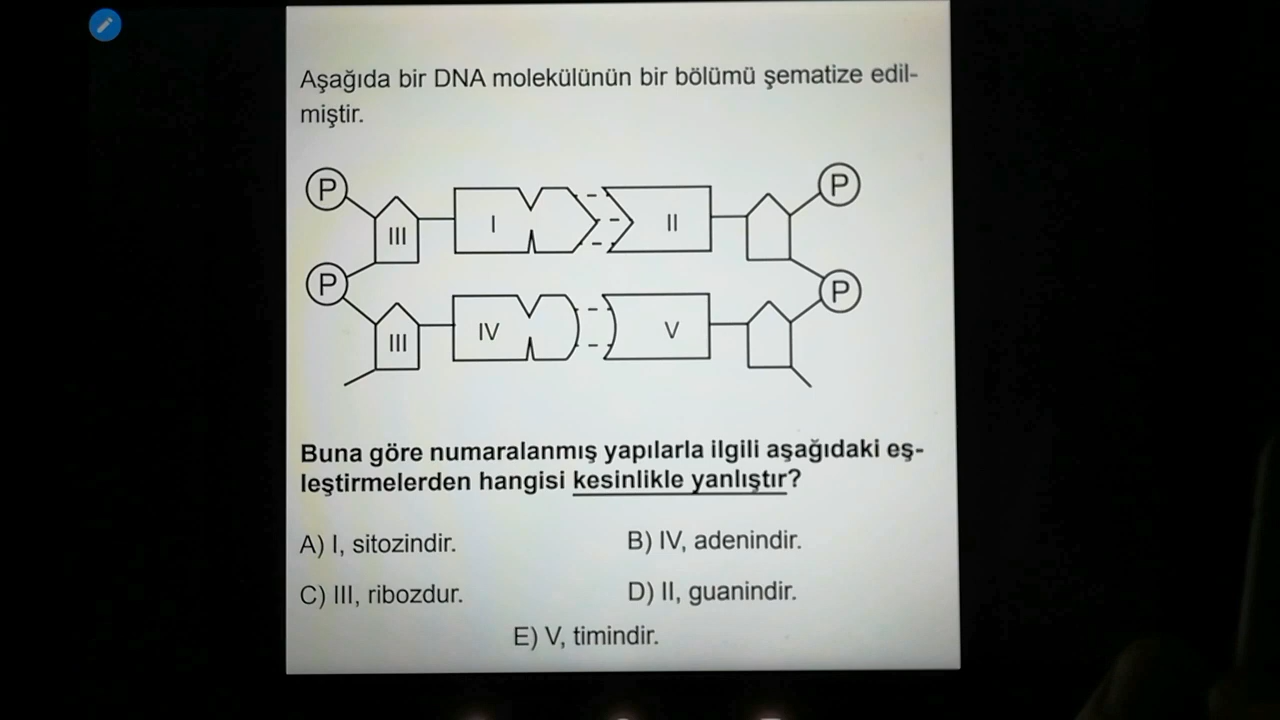 Aşağıda bir DNA molekülünün bir bölümü şematize edil-
miştir.
P
P
III
I
II
P
P
III
IV
V
Buna göre numaralanmış yapılarla ilgili aşağıdaki eş-
leştirmelerden hangisi kesinlikle yanlıştır?
A) I, sitozindir.
B) IV, adenindir.
C) III, ribozdur.
D) II, guanindir.
E) V, timindir.